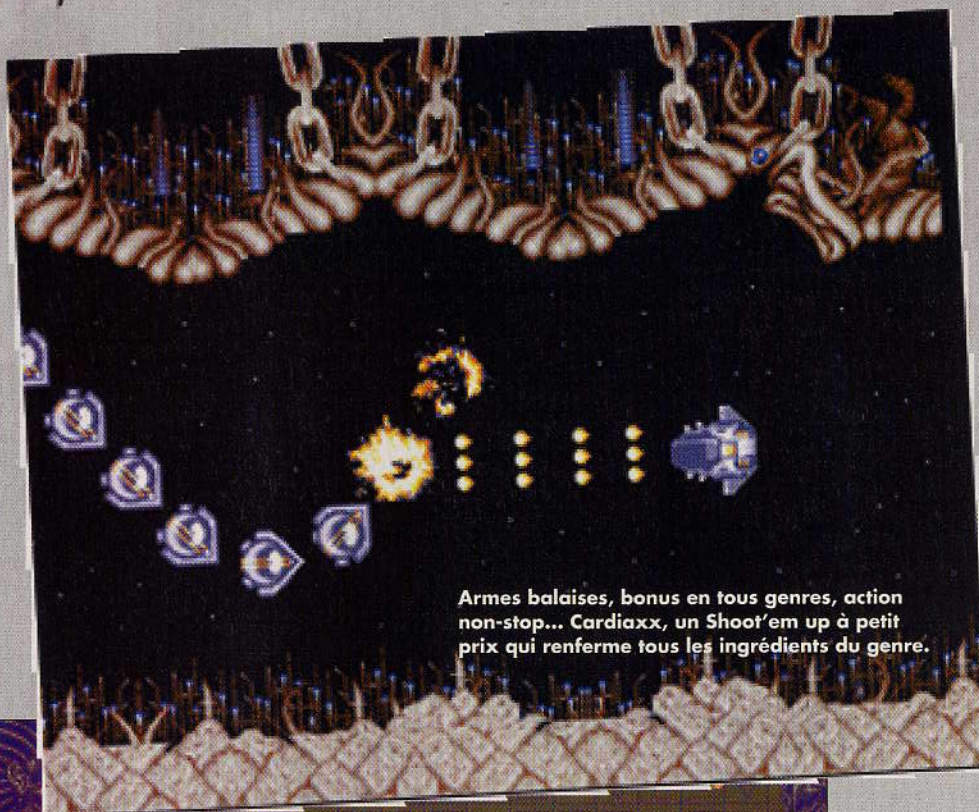 Armes balaises, bonus en tous genres, action
non-stop... Cardiaxx, un Shoot'em up à petit
prix qui renferme tous les ingrédients du genre.